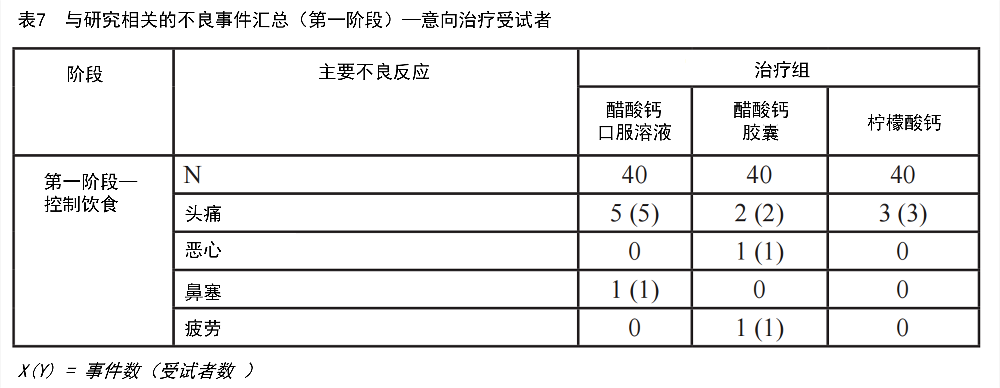 表7 与研究相关的不良事件汇总（第一阶段）—意向治疗受试者
阶段
主要不良反应
治疗组
醋酸钙
口服溶液
醋酸钙
胶囊
柠檬酸钙
第一阶段—
控制饮食
N
40
40
40
头痛
5 (5)
2 (2)
3 (3)
恶心
0
1 (1)
0
鼻塞
1 (1)
0
0
疲劳
0
1 (1)
0
X(Y) = 事件数（受试者数 ）